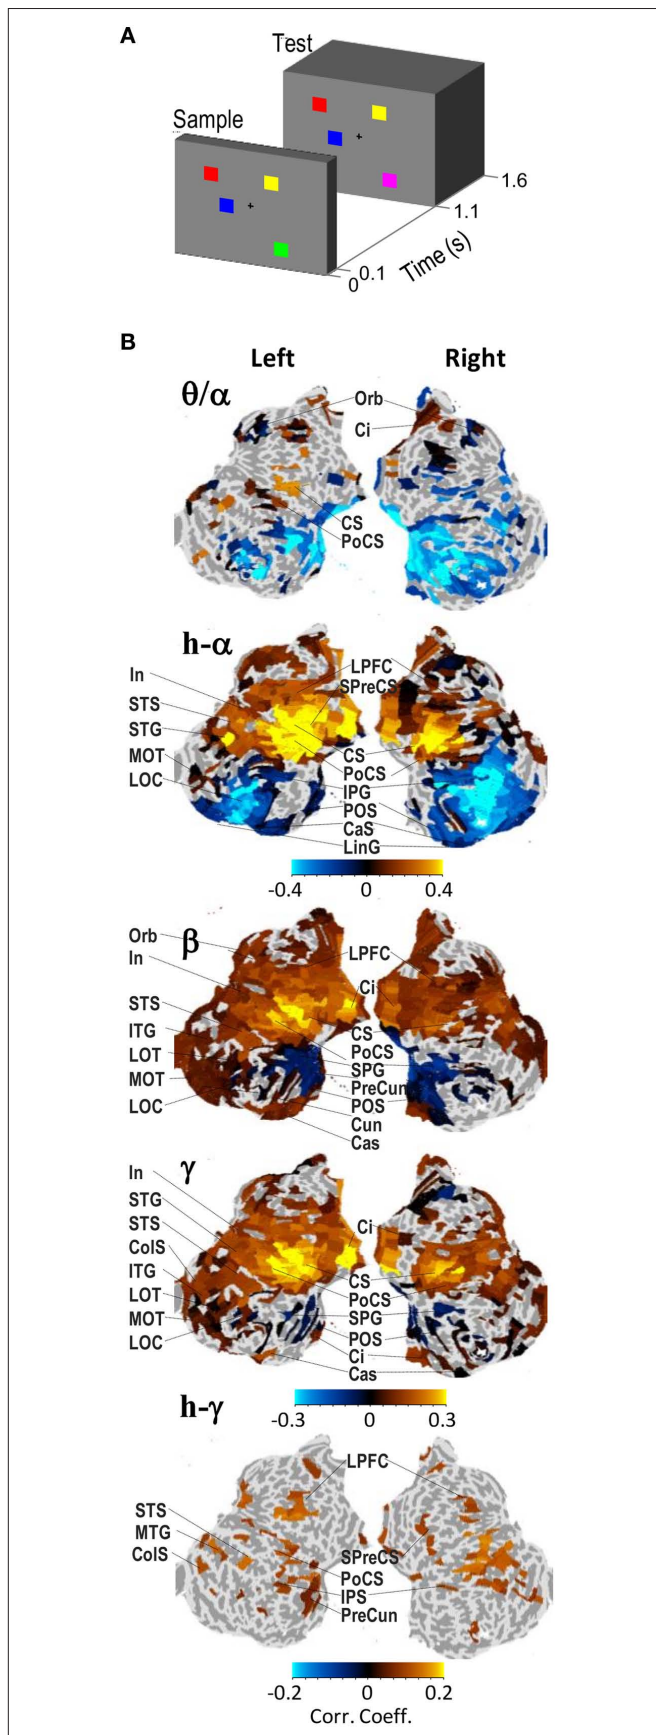 A
Test
Sample
1.6
1.1
0.1
0
Time (s)
B
Left
Right
θ/α
Orb
Ci
CS
PoCS
h-α
LPFC
SPreCS
In
STS
STG
MOT
LOC
CS
PoCS
IPG
POS
CaS
LinG
-0.4 0 0.4
β
Orb
In
LPFC
Ci
STS
ITG
LOT
MOT
LOC
CS
PoCS
SPG
PreCun
POS
Cun
Cas
γ
In
STG
STS
ColS
ITG
LOT
MOT
LOC
Ci
CS
PoCS
SPG
POS
Ci
Cas
-0.3 0 0.3
h-γ
LPFC
STS
MTG
ColS
SPreCS
PoCS
IPS
PreCun
-0.2 0 0.2
Corr. Coeff.